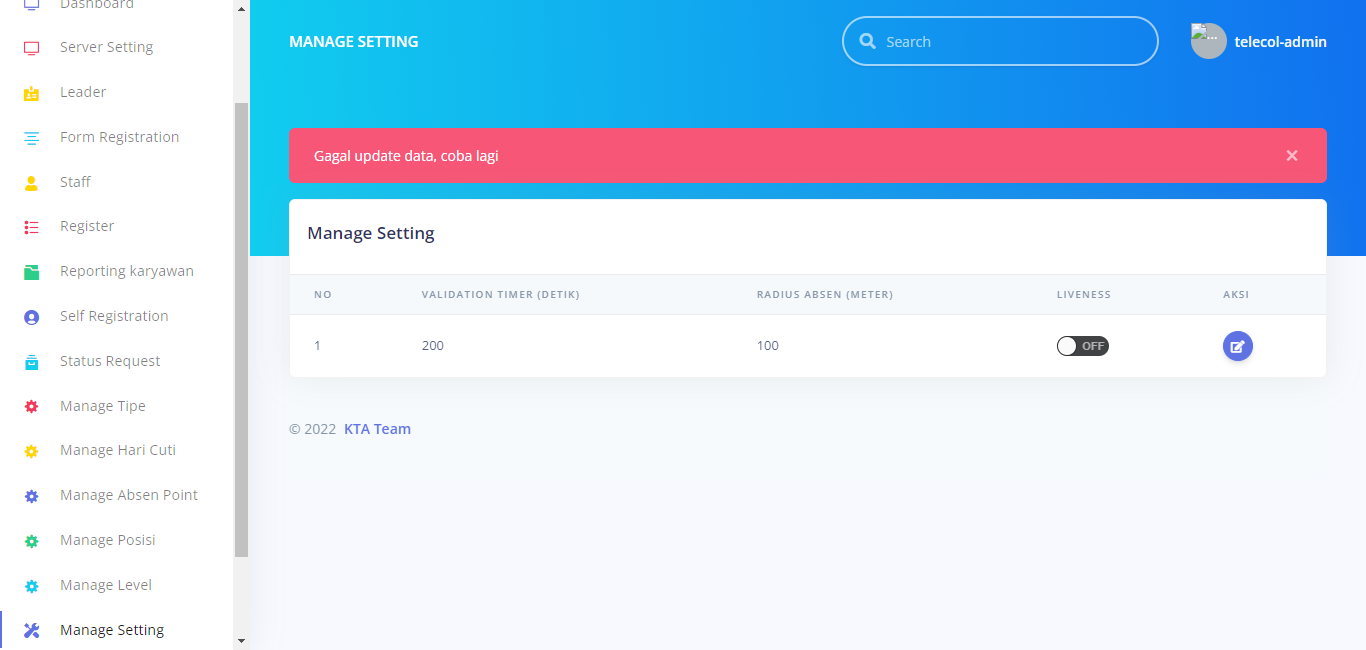 Dashboard
Server Setting
Leader
Form Registration
Staff
Register
Reporting karyawan
Self Registration
Status Request
Manage Tipe
Manage Hari Cuti
Manage Absen Point
Manage Posisi
Manage Level
Manage Setting
MANAGE SETTING
Search
telecol-admin
Gagal update data, coba lagi
Manage Setting
NO VALIDATION TIMER (DETIK) RADIUS ABSEN (METER) LIVENESS AKSI
1 200 100 OFF
© 2022 KTA Team